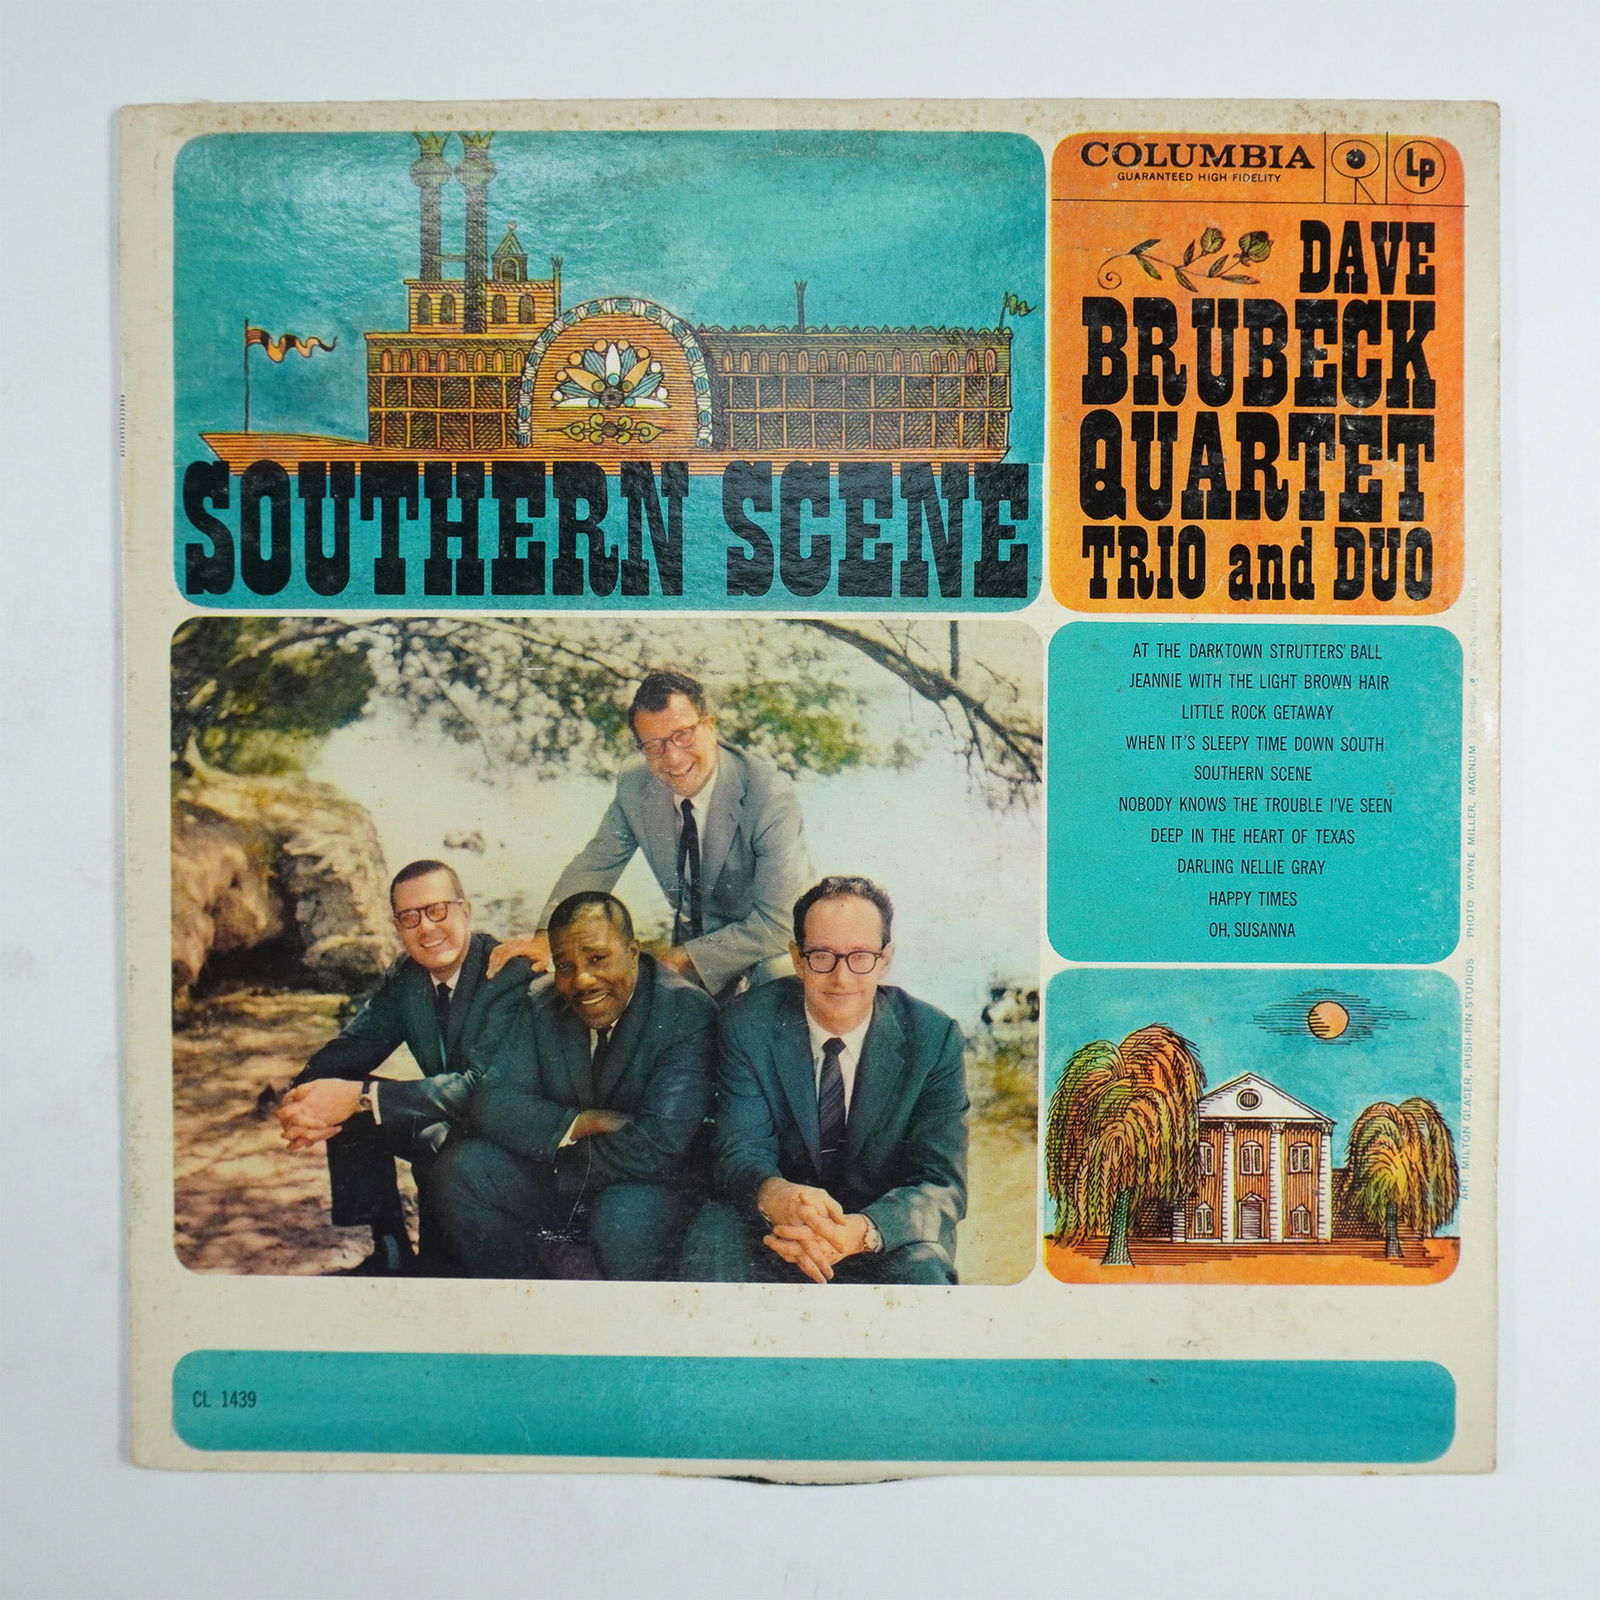 COLUMBIA
GUARANTEED HIGH FIDELITY
LP
DAVE
BRUBECK
QUARTET
TRIO and DUO
SOUTHERN SCENE
AT THE DARKTOWN STRUTTERS' BALL
JEANNIE WITH THE LIGHT BROWN HAIR
LITTLE ROCK GETAWAY
WHEN IT'S SLEEPY TIME DOWN SOUTH
SOUTHERN SCENE
NOBODY KNOWS THE TROUBLE I'VE SEEN
DEEP IN THE HEART OF TEXAS
DARLING NELLIE GRAY
HAPPY TIMES
OH, SUSANNA
ART: MILTON GLASER, PUSH-PIN STUDIOS PHOTO: WAYNE MILLER, MAGNUM
CL 1439